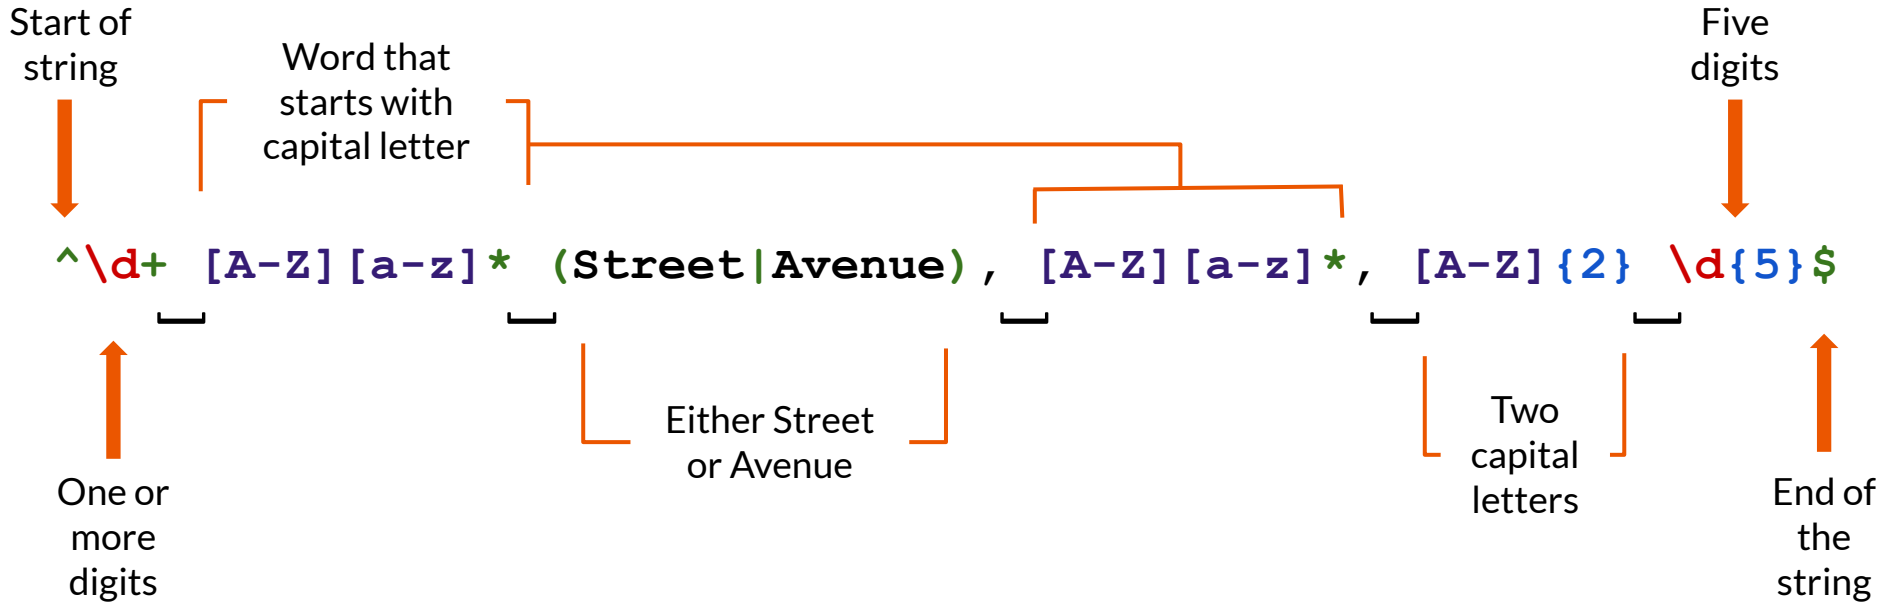 Start of
string
Word that
starts with
capital letter
Five
digits
^\d+ [A-Z][a-z]* (Street|Avenue), [A-Z][a-z]*, [A-Z]{2} \d{5}$
One or
more
digits
Either Street
or Avenue
Two
capital
letters
End of
the
string